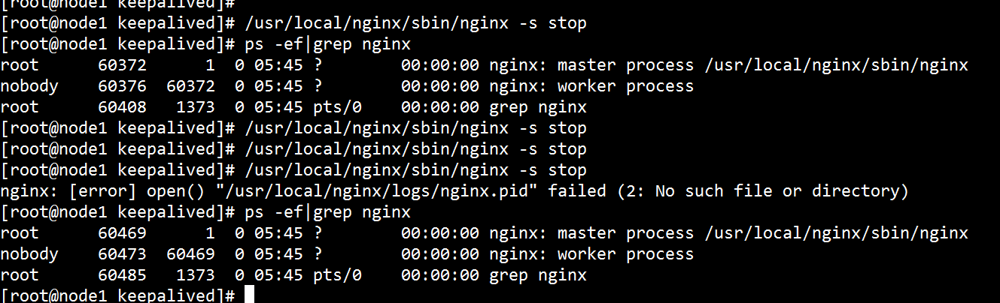 [root@node1 keepalived]#
[root@node1 keepalived]# /usr/local/nginx/sbin/nginx -s stop
[root@node1 keepalived]# ps -ef|grep nginx
root      60372      1  0 05:45 ?        00:00:00 nginx: master process /usr/local/nginx/sbin/nginx
nobody    60376  60372  0 05:45 ?        00:00:00 nginx: worker process
root      60408   1373  0 05:45 pts/0    00:00:00 grep nginx
[root@node1 keepalived]# /usr/local/nginx/sbin/nginx -s stop
[root@node1 keepalived]# /usr/local/nginx/sbin/nginx -s stop
[root@node1 keepalived]# /usr/local/nginx/sbin/nginx -s stop
nginx: [error] open() "/usr/local/nginx/logs/nginx.pid" failed (2: No such file or directory)
[root@node1 keepalived]# ps -ef|grep nginx
root      60469      1  0 05:45 ?        00:00:00 nginx: master process /usr/local/nginx/sbin/nginx
nobody    60473  60469  0 05:45 ?        00:00:00 nginx: worker process
root      60485   1373  0 05:45 pts/0    00:00:00 grep nginx
[root@node1 keepalived]#